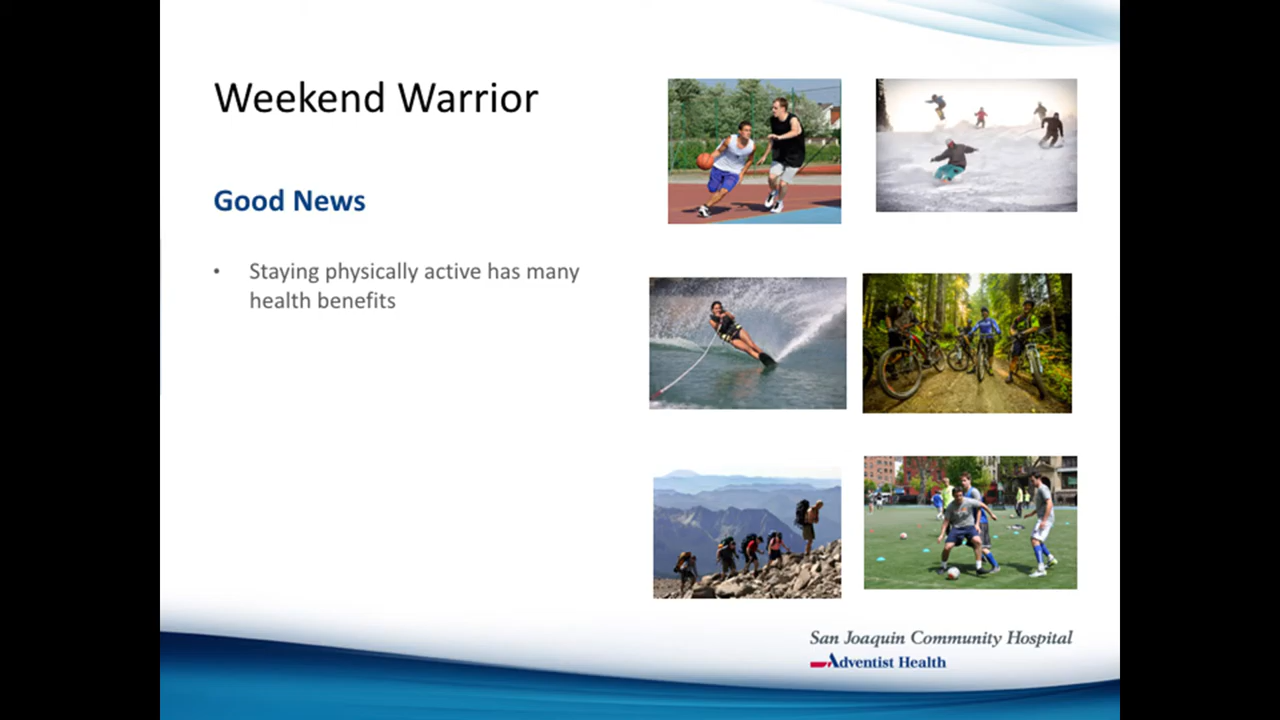 Weekend Warrior
Good News
• Staying physically active has many
health benefits
San Joaquin Community Hospital
Adventist Health